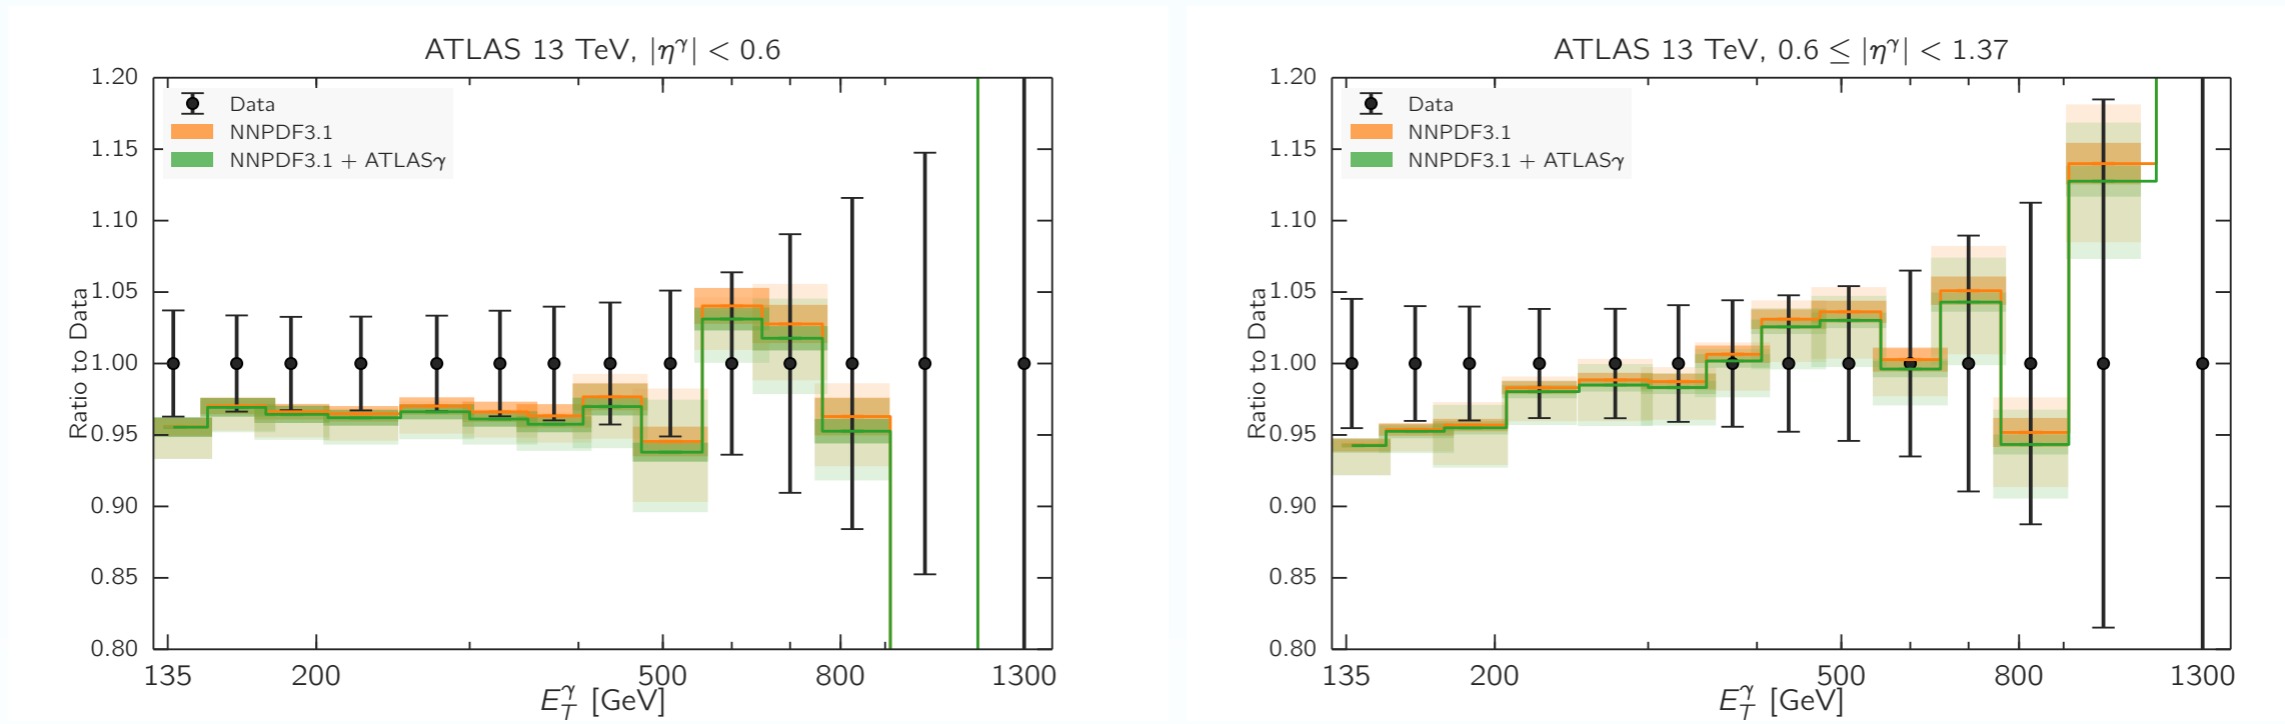 ATLAS 13 TeV, |η^γ| < 0.6
Ratio to Data
1.20
1.15
1.10
1.05
1.00
0.95
0.90
0.85
0.80
Data
NNPDF3.1
NNPDF3.1 + ATLASγ
135 200 500 800 1300
E_T^γ [GeV]
ATLAS 13 TeV, 0.6 ≤ |η^γ| < 1.37
Ratio to Data
1.20
1.15
1.10
1.05
1.00
0.95
0.90
0.85
0.80
Data
NNPDF3.1
NNPDF3.1 + ATLASγ
135 200 500 800 1300
E_T^γ [GeV]